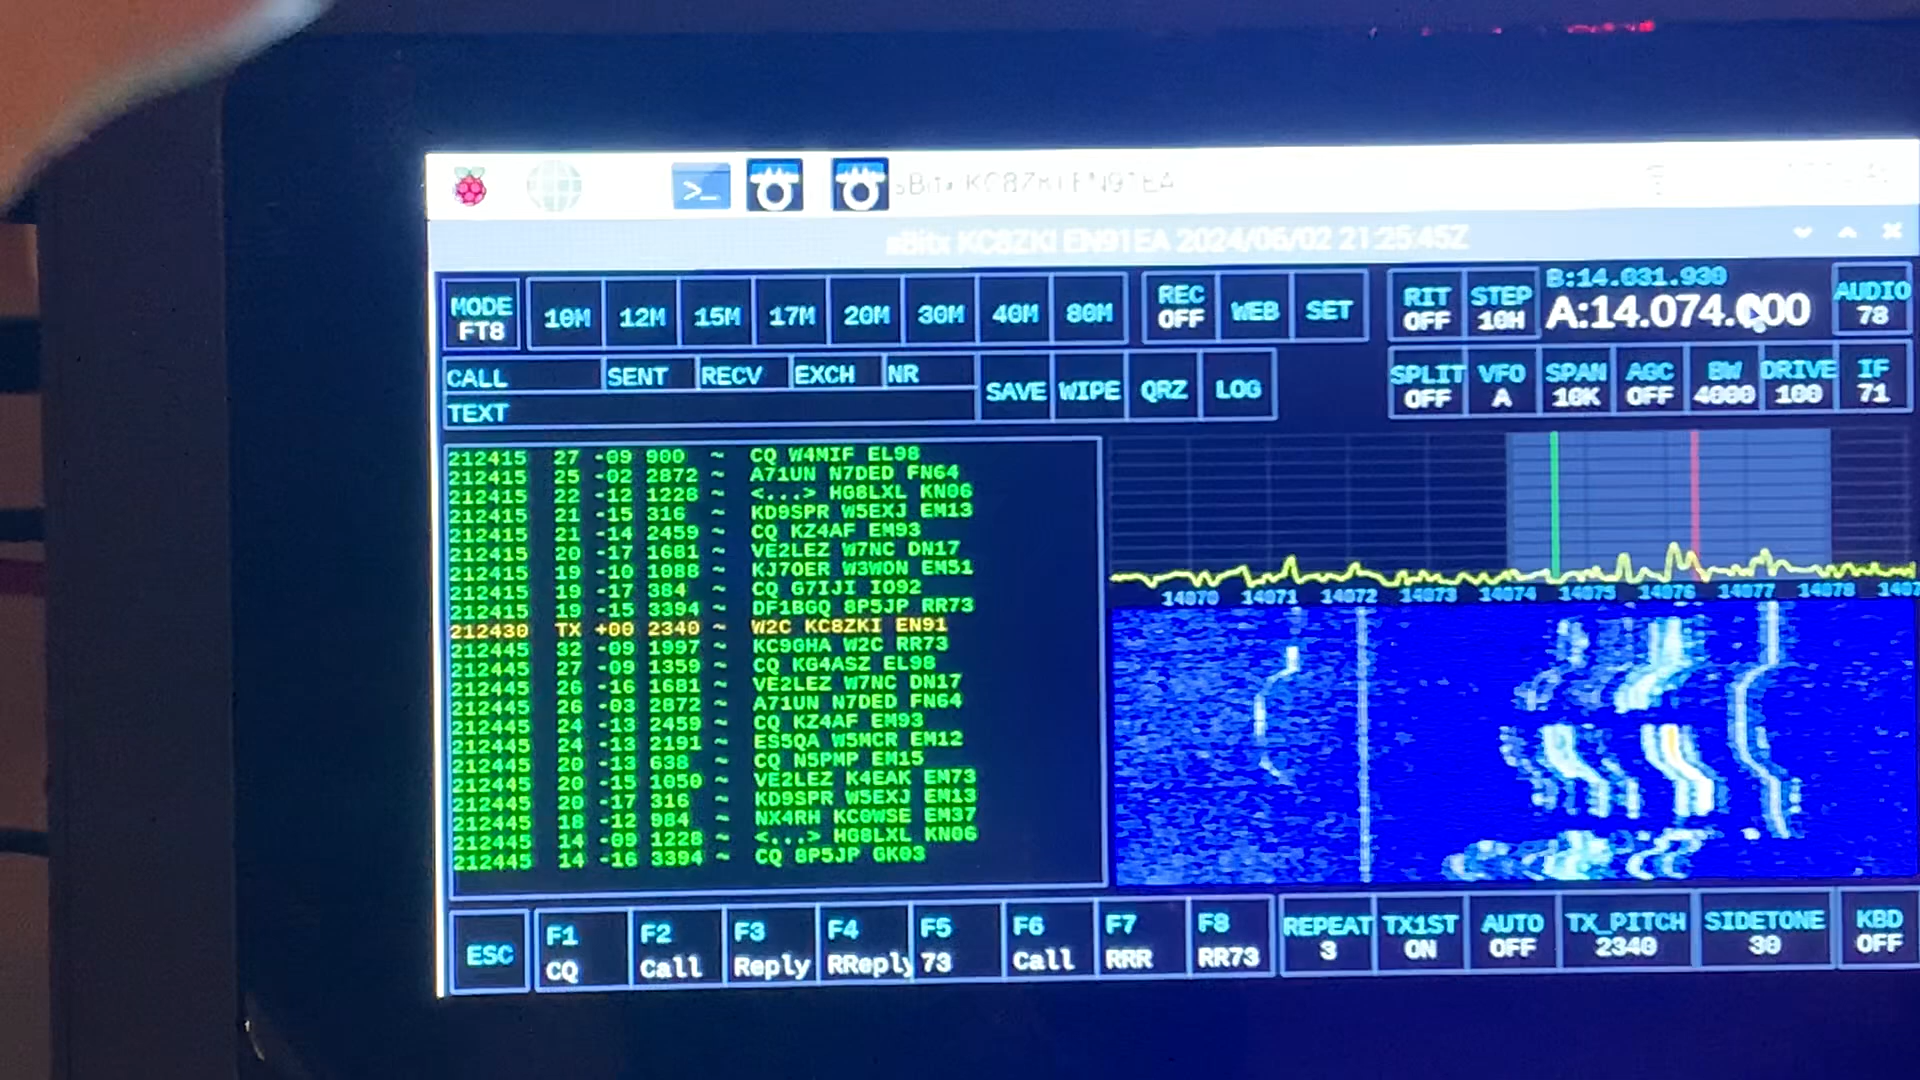 sBitx KC8ZKI EN91EA
sBitx KC8ZKI EN91EA 2024/06/02 21:25:45Z
MODE FT8 10M 12M 15M 17M 20M 30M 40M 80M REC OFF WEB SET RIT OFF STEP 10H B:14.031.930 A:14.074.000 AUDIO 78
CALL SENT RECV EXCH NR SAVE WIPE QRZ LOG SPLIT OFF VFO A SPAN 10K AGC OFF BW 4000 DRIVE 100 IF 71
TEXT
212415 27 -09 900 ~ CQ W4MIF EL98
212415 25 -02 2872 ~ A71UN N7DED FN64
212415 22 -12 1228 ~ <...> HG8LXL KN06
212415 21 -15 316 ~ KD9SPR W5EXJ EM13
212415 21 -14 2459 ~ CQ KZ4AF EM93
212415 20 -17 1681 ~ VE2LEZ W7NC DN17
212415 19 -10 1088 ~ KJ7OER W3WON EM51
212415 19 -17 384 ~ CQ G7IJI IO92
212415 19 -15 3394 ~ DF1BGQ 8P5JP RR73
212430 TX +00 2340 ~ W2C KC8ZKI EN91
212445 32 -09 1997 ~ KC9GHA W2C RR73
212445 27 -09 1359 ~ CQ KG4ASZ EL98
212445 26 -16 1681 ~ VE2LEZ W7NC DN17
212445 26 -03 2872 ~ A71UN N7DED FN64
212445 24 -13 2459 ~ CQ KZ4AF EM93
212445 24 -13 2191 ~ ES5QA W5MCR EM12
212445 20 -13 638 ~ CQ N5PMP EM15
212445 20 -15 1050 ~ VE2LEZ K4EAK EM73
212445 20 -17 316 ~ KD9SPR W5EXJ EM13
212445 18 -12 984 ~ NX4RH KC0WSE EM37
212445 14 -09 1228 ~ <...> HG8LXL KN06
212445 14 -16 3394 ~ CQ 8P5JP GK03
14070 14071 14072 14073 14074 14075 14076 14077 14078 1407
ESC F1 CQ F2 Call F3 Reply F4 RReply F5 73 F6 Call F7 RRR F8 RR73 REPEAT 3 TX1ST ON AUTO OFF TX_PITCH 2340 SIDETONE 30 KBD OFF